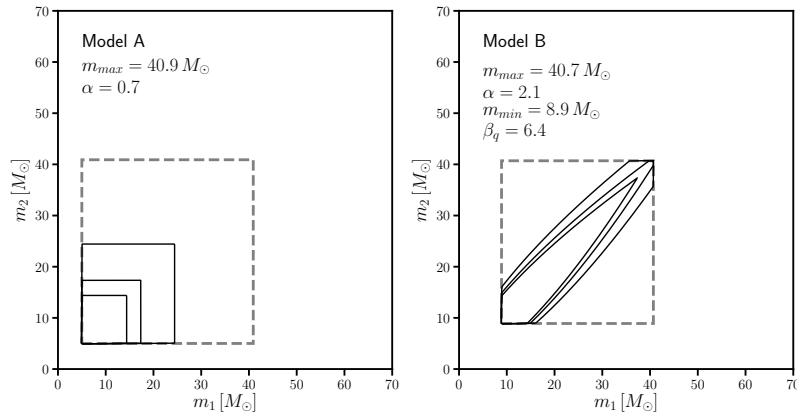 Model A
m_max = 40.9 M_⊙
α = 0.7
70
60
50
40
30
20
10
0
m_2 [M_⊙]
0 10 20 30 40 50 60 70
m_1 [M_⊙]
Model B
m_max = 40.7 M_⊙
α = 2.1
m_min = 8.9 M_⊙
β_q = 6.4
70
60
50
40
30
20
10
0
m_2 [M_⊙]
0 10 20 30 40 50 60 70
m_1 [M_⊙]